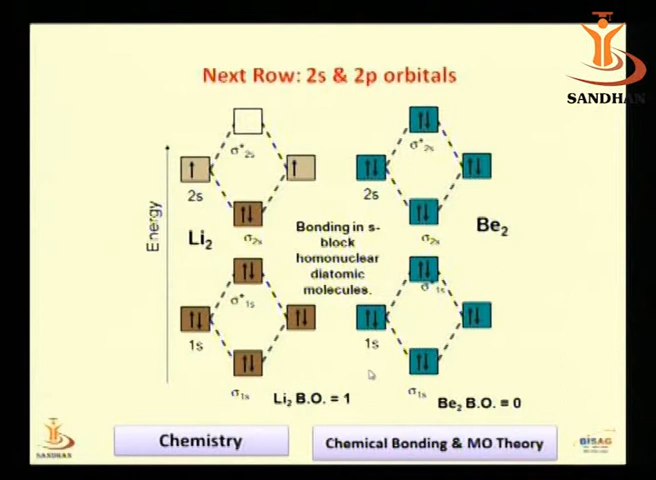 SANDHAN
Next Row: 2s & 2p orbitals
σ*2s
σ*2s
2s
2s
Energy
Li2
σ2s
Bonding in s-
block
homonuclear
diatomic
molecules.
σ2s
Be2
σ*1s
σ*1s
1s
1s
σ1s
Li2 B.O. = 1
σ1s
Be2 B.O. = 0
Chemistry
Chemical Bonding & MO Theory
SANDHAN
BISAG